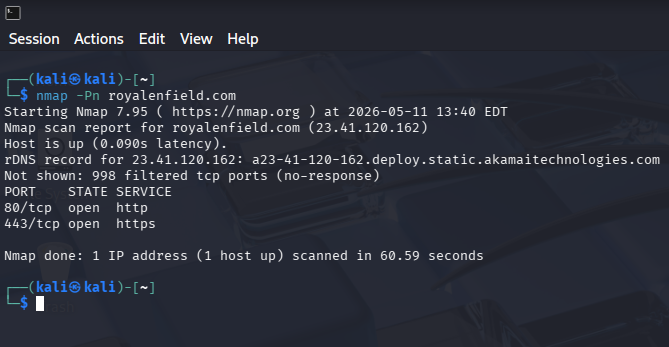 Session Actions Edit View Help
┌──(kali㉿kali)-[~]
└─$ nmap -Pn royalenfield.com
Starting Nmap 7.95 ( https://nmap.org ) at 2026-05-11 13:40 EDT
Nmap scan report for royalenfield.com (23.41.120.162)
Host is up (0.090s latency).
rDNS record for 23.41.120.162: a23-41-120-162.deploy.static.akamaitechnologies.com
Not shown: 998 filtered tcp ports (no-response)
PORT    STATE SERVICE
80/tcp  open  http
443/tcp open  https
Nmap done: 1 IP address (1 host up) scanned in 60.59 seconds
┌──(kali㉿kali)-[~]
└─$